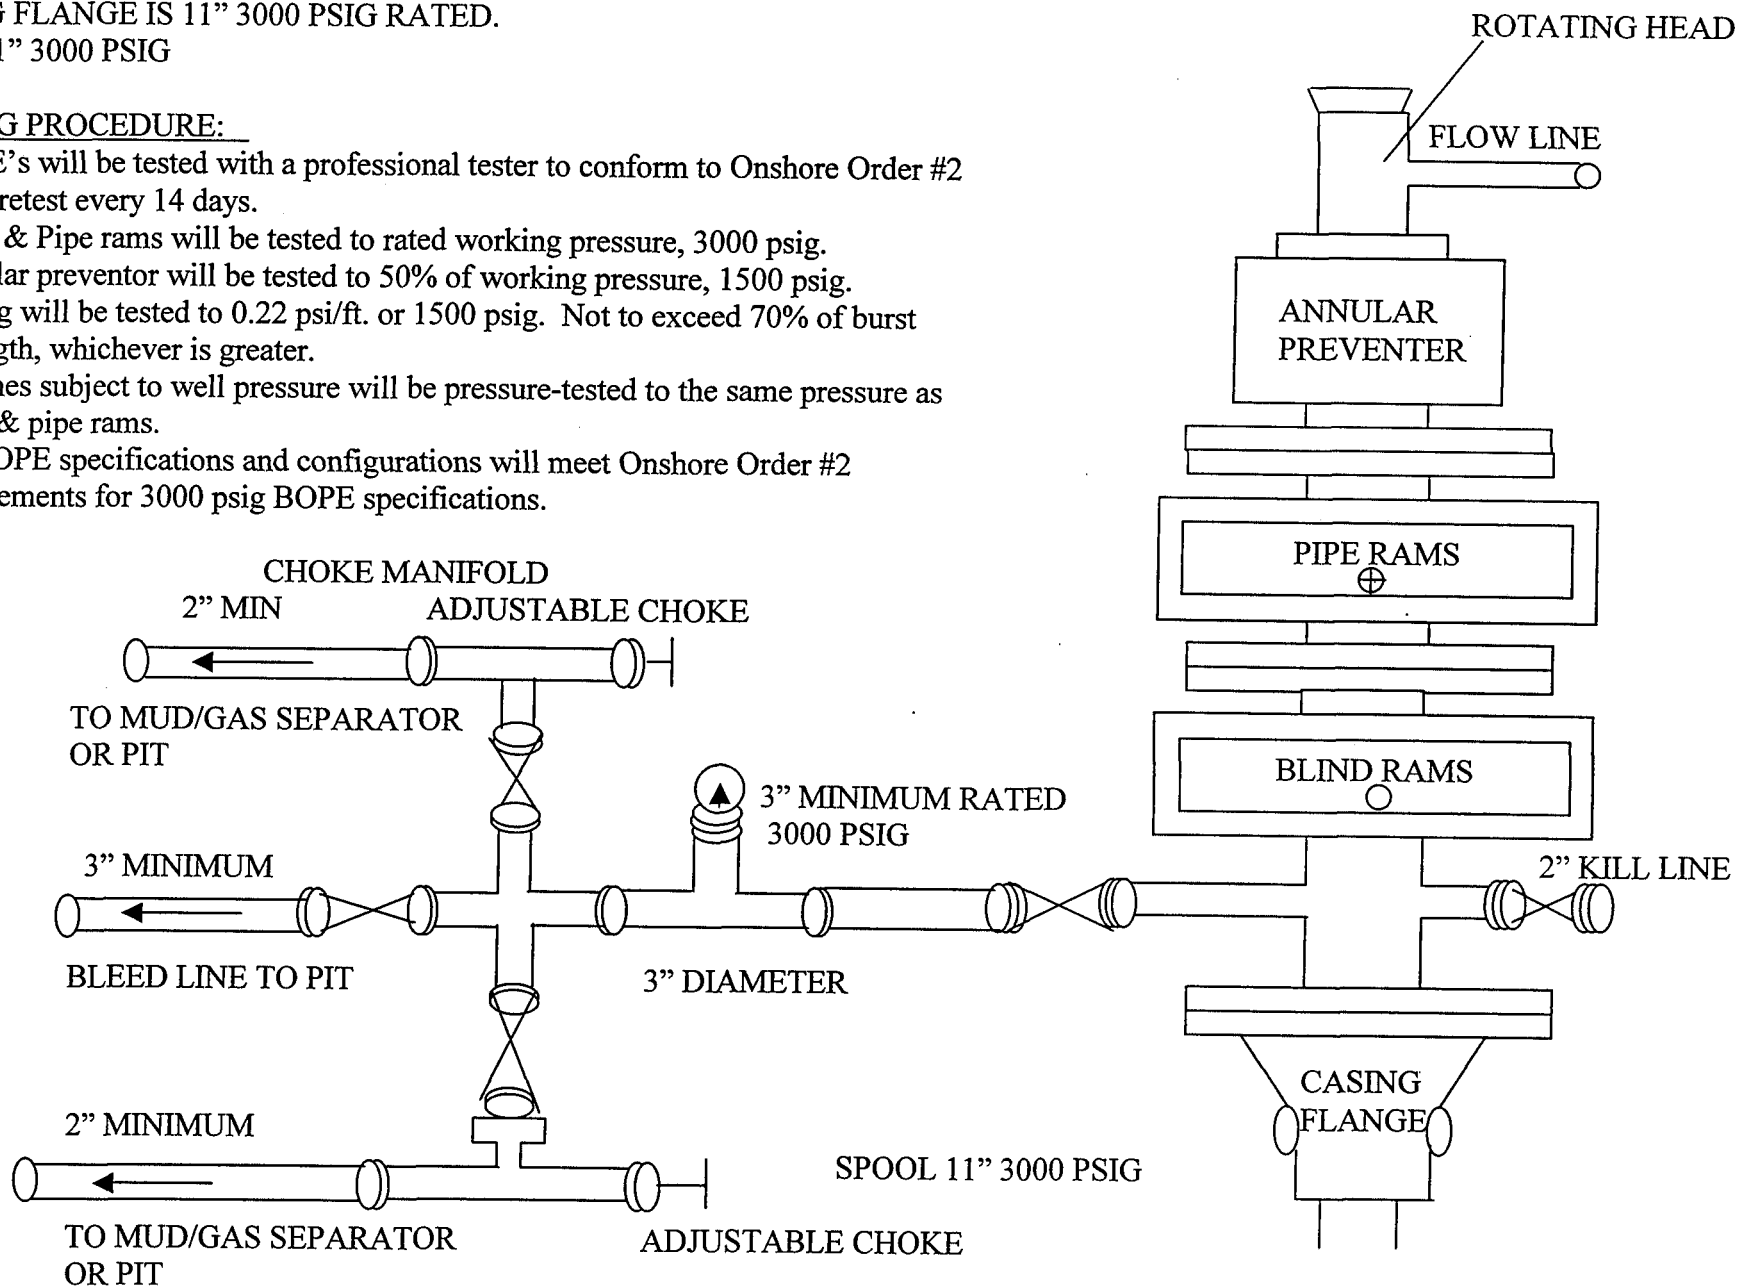 FLANGE IS 11” 3000 PSIG RATED.
1” 3000 PSIG
G PROCEDURE:
E’s will be tested with a professional tester to conform to Onshore Order #2
retest every 14 days.
& Pipe rams will be tested to rated working pressure, 3000 psig.
lar preventor will be tested to 50% of working pressure, 1500 psig.
g will be tested to 0.22 psi/ft. or 1500 psig.  Not to exceed 70% of burst
gth, whichever is greater.
nes subject to well pressure will be pressure-tested to the same pressure as
& pipe rams.
OPE specifications and configurations will meet Onshore Order #2
ements for 3000 psig BOPE specifications.
ROTATING HEAD
FLOW LINE
ANNULAR
PREVENTER
PIPE RAMS
BLIND RAMS
2” KILL LINE
CASING
FLANGE
SPOOL 11” 3000 PSIG
CHOKE MANIFOLD
2” MIN
ADJUSTABLE CHOKE
TO MUD/GAS SEPARATOR
OR PIT
3” MINIMUM RATED
3000 PSIG
3” MINIMUM
BLEED LINE TO PIT
3” DIAMETER
2” MINIMUM
TO MUD/GAS SEPARATOR
OR PIT
ADJUSTABLE CHOKE